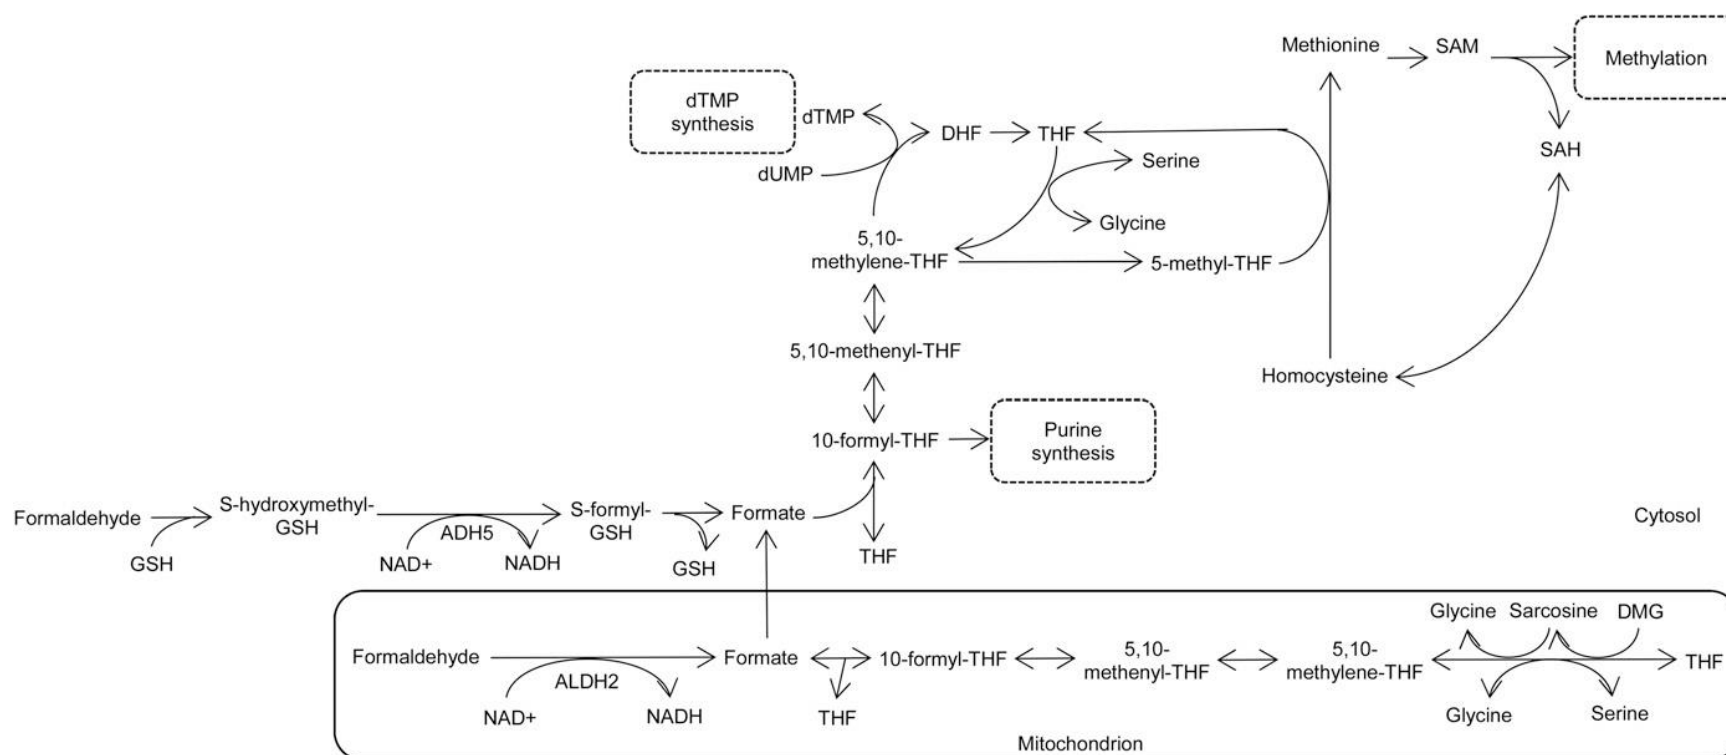 Methionine
SAM
Methylation
dTMP
synthesis
dTMP
DHF
THF
Serine
SAH
dUMP
Glycine
5,10-
methylene-THF
5-methyl-THF
5,10-methenyl-THF
Homocysteine
10-formyl-THF
Purine
synthesis
Formaldehyde
S-hydroxymethyl-
GSH
S-formyl-
GSH
Formate
Cytosol
ADH5
GSH
NAD+
NADH
GSH
THF
Glycine
Sarcosine
DMG
Formaldehyde
Formate
10-formyl-THF
5,10-
methenyl-THF
5,10-
methylene-THF
THF
ALDH2
NAD+
NADH
THF
Glycine
Serine
Mitochondrion